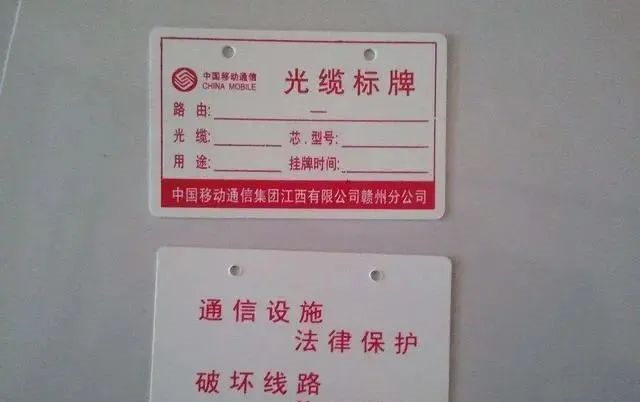 中国移动通信
CHINA MOBILE
光缆标牌
路由: —
光缆: 芯.型号:
用途: 挂牌时间:
中国移动通信集团江西有限公司赣州分公司
通信设施
法律保护
破坏线路